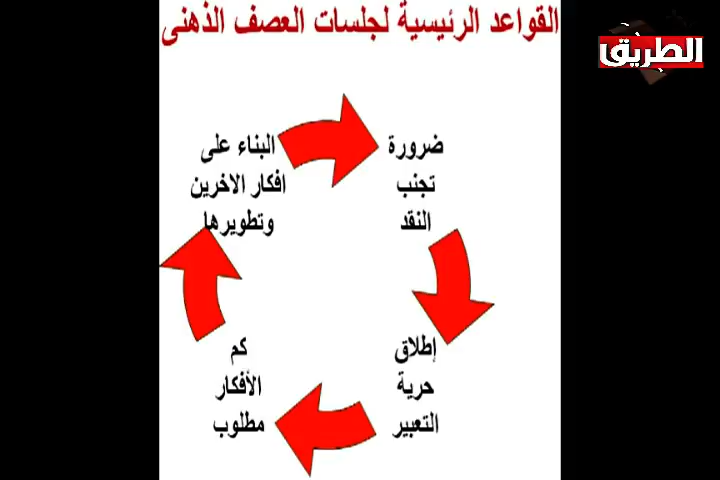 القواعد الرئيسية لجلسات العصف الذهنى
الطريق
ضرورة
تجنب
النقد
إطلاق
حرية
التعبير
كم
الأفكار
مطلوب
البناء على
افكار الاخرين
وتطويرها